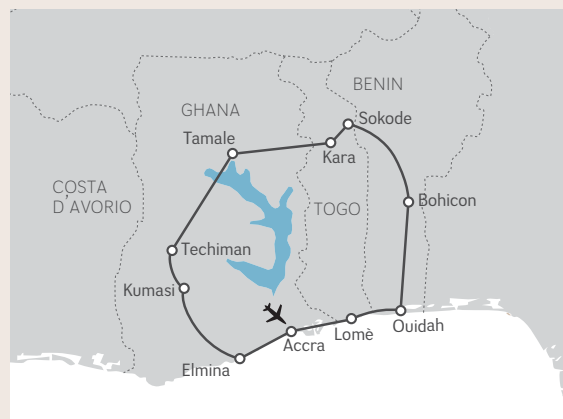 BENIN
GHANA
Sokode
Tamale
Kara
COSTA
D'AVORIO
Bohicon
TOGO
Techiman
Kumasi
Ouidah
Lomè
Accra
Elmina